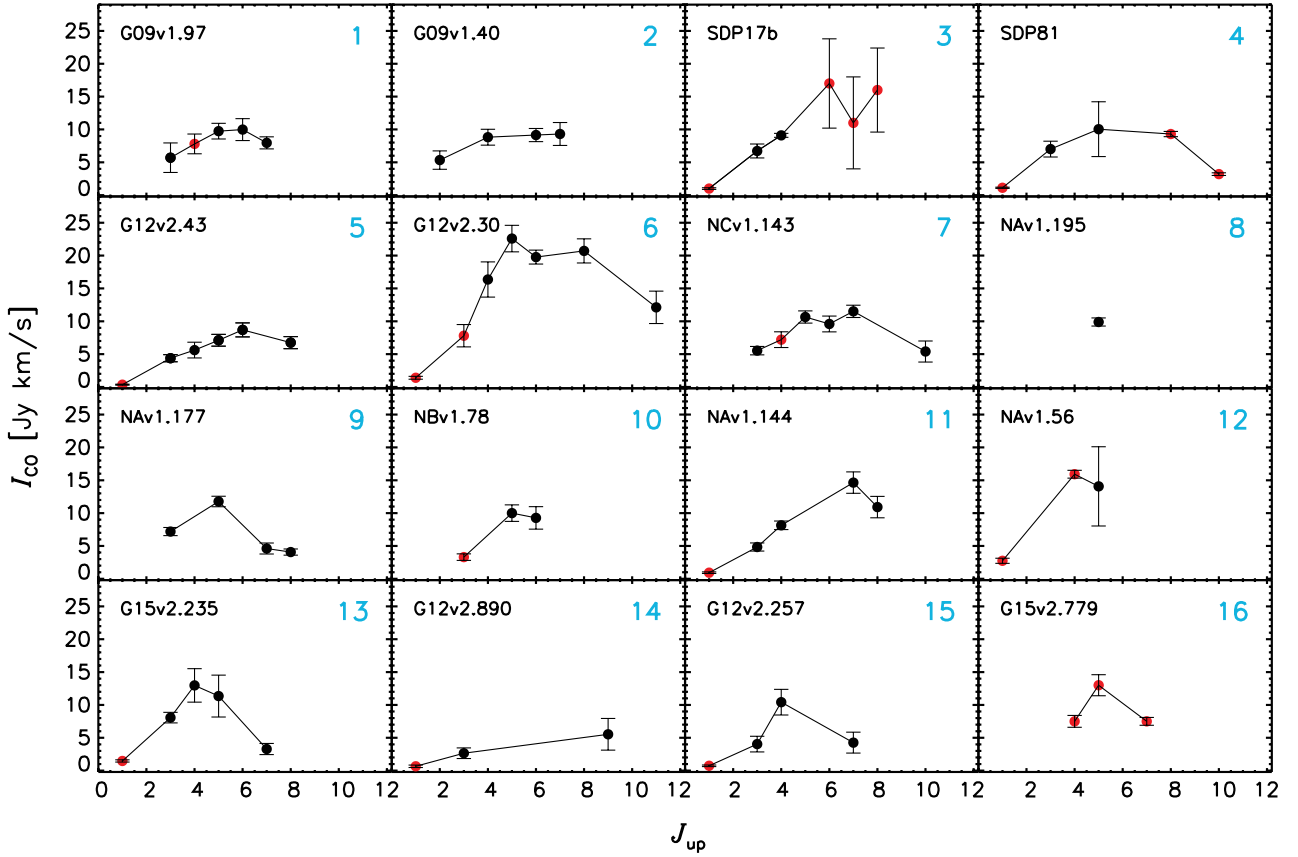 G09v1.97 1
G09v1.40 2
SDP17b 3
SDP81 4
25
20
15
10
5
0
G12v2.43 5
G12v2.30 6
NCv1.143 7
NAv1.195 8
25
20
15
10
5
0
NAv1.177 9
NBv1.78 10
NAv1.144 11
NAv1.56 12
25
20
15
10
5
0
G15v2.235 13
G12v2.890 14
G12v2.257 15
G15v2.779 16
25
20
15
10
5
0
0 2 4 6 8 10 12 2 4 6 8 10 12 2 4 6 8 10 12 2 4 6 8 10 12
I_CO [Jy km/s]
J_up